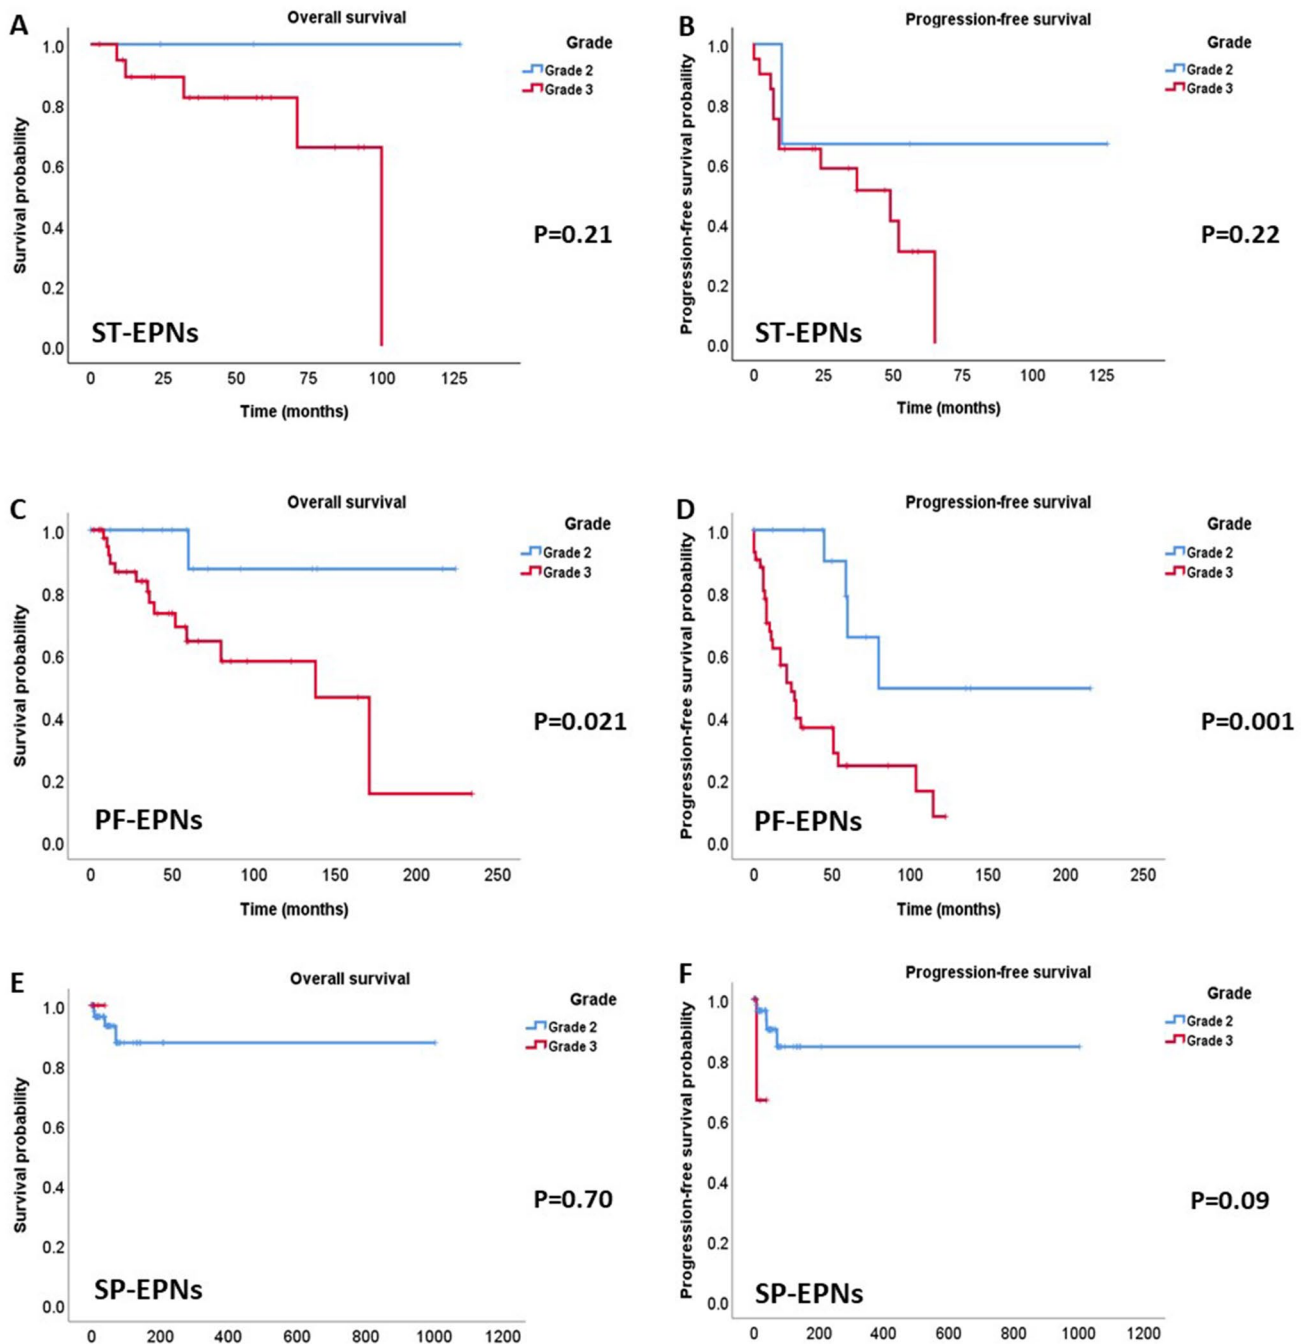 A
Overall survival
Grade
Grade 2
Grade 3
Survival probability
1.0
0.8
0.6
0.4
0.2
0.0
P=0.21
ST-EPNs
0 25 50 75 100 125
Time (months)
B
Progression-free survival
Grade
Grade 2
Grade 3
Progression-free survival probaility
1.0
0.8
0.6
0.4
0.2
0.0
P=0.22
ST-EPNs
0 25 50 75 100 125
Time (months)
C
Overall survival
Grade
Grade 2
Grade 3
Survival probability
1.0
0.8
0.6
0.4
0.2
0.0
P=0.021
PF-EPNs
0 50 100 150 200 250
Time (months)
D
Progression-free survival
Grade
Grade 2
Grade 3
Progression-free survival probability
1.0
0.8
0.6
0.4
0.2
0.0
P=0.001
PF-EPNs
0 50 100 150 200 250
Time (months)
E
Overall survival
Grade
Grade 2
Grade 3
Survival probability
1.0
0.8
0.6
0.4
0.2
0.0
P=0.70
SP-EPNs
0 200 400 600 800 1000 1200
F
Progression-free survival
Grade
Grade 2
Grade 3
Progression-free survival probability
1.0
0.8
0.6
0.4
0.2
0.0
P=0.09
SP-EPNs
0 200 400 600 800 1000 1200